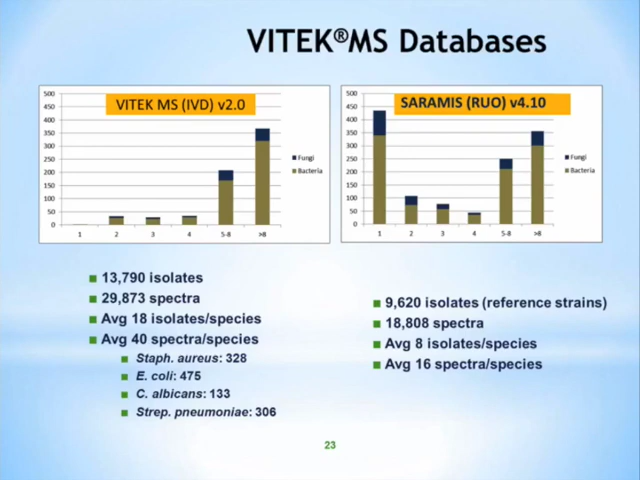 VITEK®MS Databases
VITEK MS (IVD) v2.0
500
450
400
350
300
250
200
150
100
50
0
1 2 3 4 5-8 >8
Fungi
Bacteria
SARAMIS (RUO) v4.10
500
450
400
350
300
250
200
150
100
50
0
1 2 3 4 5-8 >8
Fungi
Bacteria
13,790 isolates
29,873 spectra
Avg 18 isolates/species
Avg 40 spectra/species
Staph. aureus: 328
E. coli: 475
C. albicans: 133
Strep. pneumoniae: 306
9,620 isolates (reference strains)
18,808 spectra
Avg 8 isolates/species
Avg 16 spectra/species
23